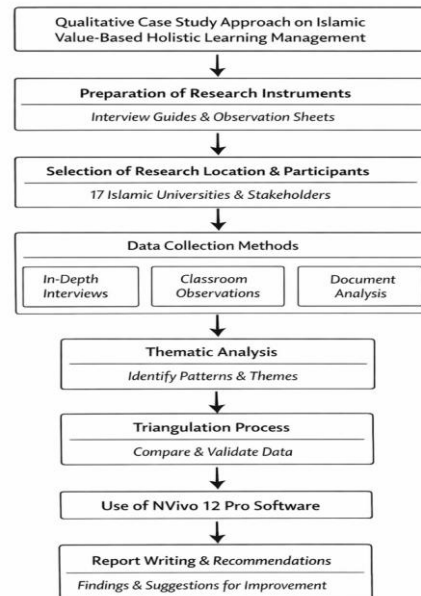 Qualitative Case Study Approach on Islamic
Value-Based Holistic Learning Management
Preparation of Research Instruments
Interview Guides & Observation Sheets
Selection of Research Location & Participants
17 Islamic Universities & Stakeholders
Data Collection Methods
In-Depth
Interviews
Classroom
Observations
Document
Analysis
Thematic Analysis
Identify Patterns & Themes
Triangulation Process
Compare & Validate Data
Use of NVivo 12 Pro Software
Report Writing & Recommendations
Findings & Suggestions for Improvement